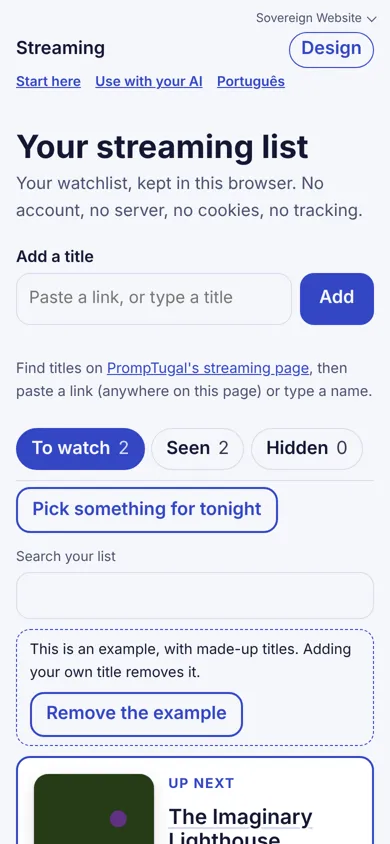 Sovereign Website
Streaming
Design
Start here Use with your AI Português
Your streaming list
Your watchlist, kept in this browser. No
account, no server, no cookies, no tracking.
Add a title
Paste a link, or type a title
Add
Find titles on PrompTugal's streaming page, then
paste a link (anywhere on this page) or type a name.
To watch 2 Seen 2 Hidden 0
Pick something for tonight
Search your list
This is an example, with made-up titles. Adding
your own title removes it.
Remove the example
UP NEXT
The Imaginary
Lighthouse